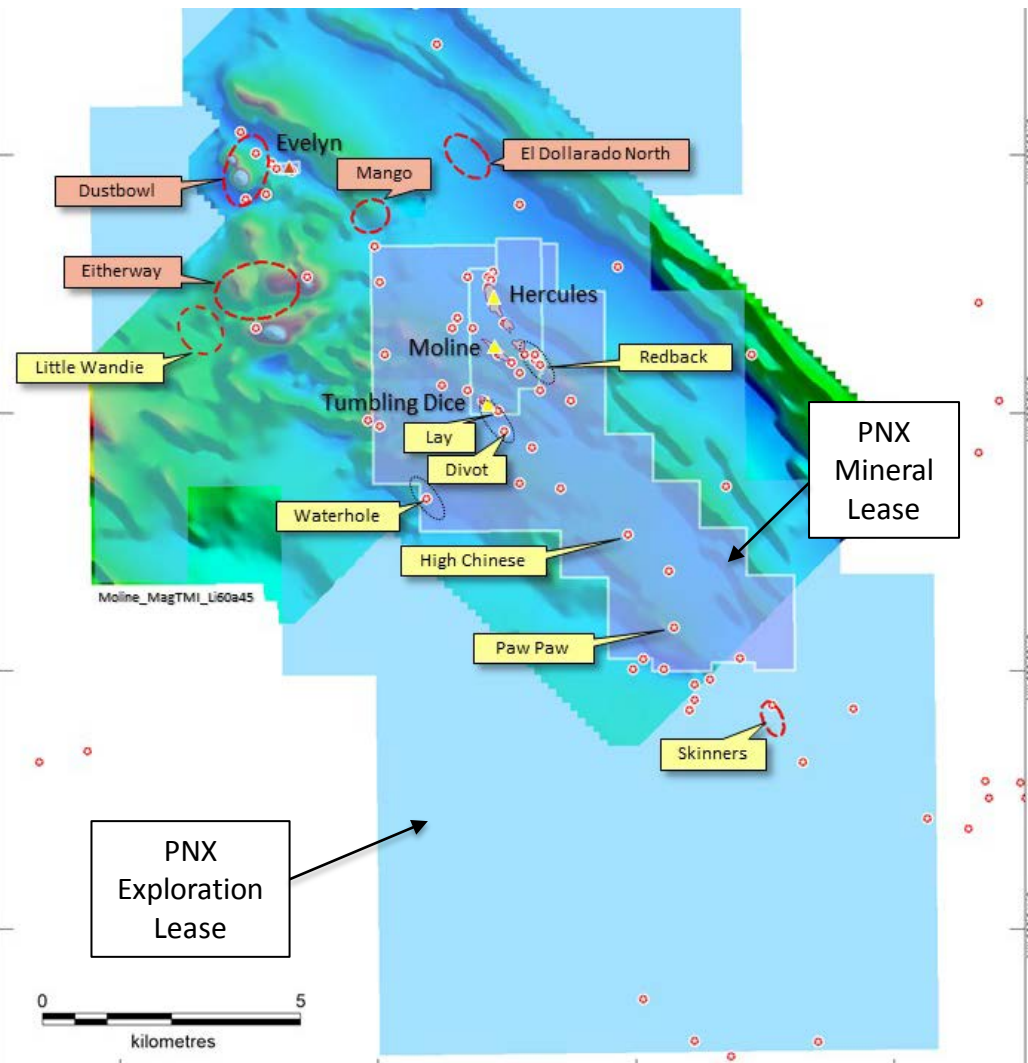 Evelyn
El Dollarado North
Mango
Dustbowl
Eitherway
Hercules
Moline
Redback
Little Wandie
Tumbling Dice
Lay
Divot
PNX
Mineral
Lease
Waterhole
High Chinese
Moline_MagTMI_Li60a45
Paw Paw
Skinners
PNX
Exploration
Lease
0 5
kilometres